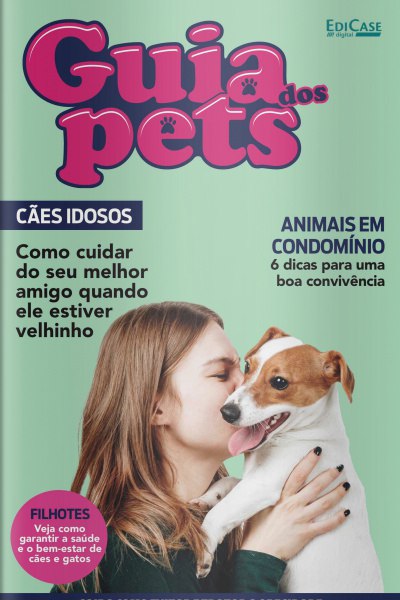 EDICASE
digital
Guia
dos
pets
CÃES IDOSOS
Como cuidar
do seu melhor
amigo quando
ele estiver
velhinho
ANIMAIS EM
CONDOMÍNIO
6 dicas para uma
boa convivência
FILHOTES
Veja como
garantir a saúde
e o bem-estar de
cães e gatos